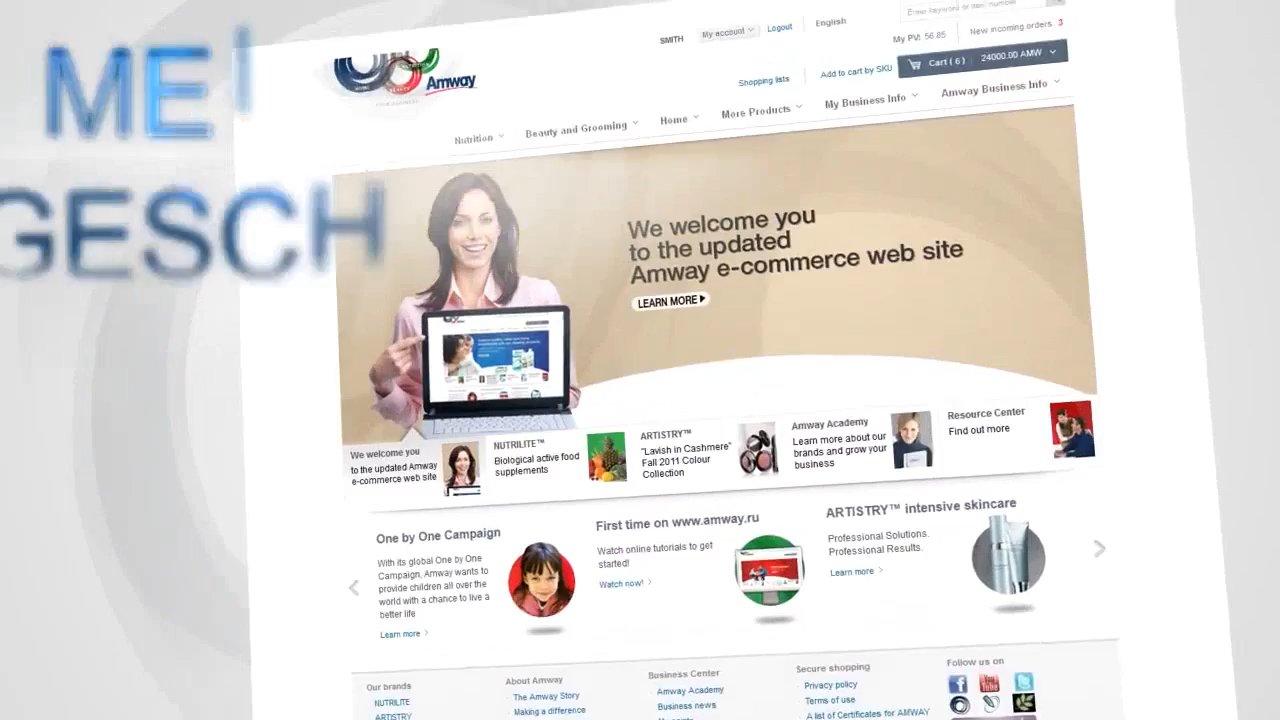 ME
GESCH
Enter keyword or item number
SMITH
My account
Logout
English
My PV: 56.85
New incoming orders 3
Shopping lists
Add to cart by SKU
Cart ( 6 )
24000.00 AMW
Amway
Nutrition
Beauty and Grooming
Home
More Products
My Business Info
Amway Business Info
We welcome you
to the updated
Amway e-commerce web site
LEARN MORE
We welcome you
to the updated Amway
e-commerce web site
NUTRILITE™
Biological active food
supplements
ARTISTRY™
"Lavish in Cashmere"
Fall 2011 Colour
Collection
Amway Academy
Learn more about our
brands and grow your
business
Resource Center
Find out more
One by One Campaign
With its global One by One
Campaign, Amway wants to
provide children all over the
world with a chance to live a
better life
Learn more
First time on www.amway.ru
Watch online tutorials to get
started!
Watch now!
ARTISTRY™ intensive skincare
Professional Solutions.
Professional Results.
Learn more
Our brands
NUTRILITE
ARTISTRY
About Amway
The Amway Story
Making a difference
Business Center
Amway Academy
Business news
Secure shopping
Privacy policy
Terms of use
A list of Certificates for AMWAY
Follow us on
You Tube